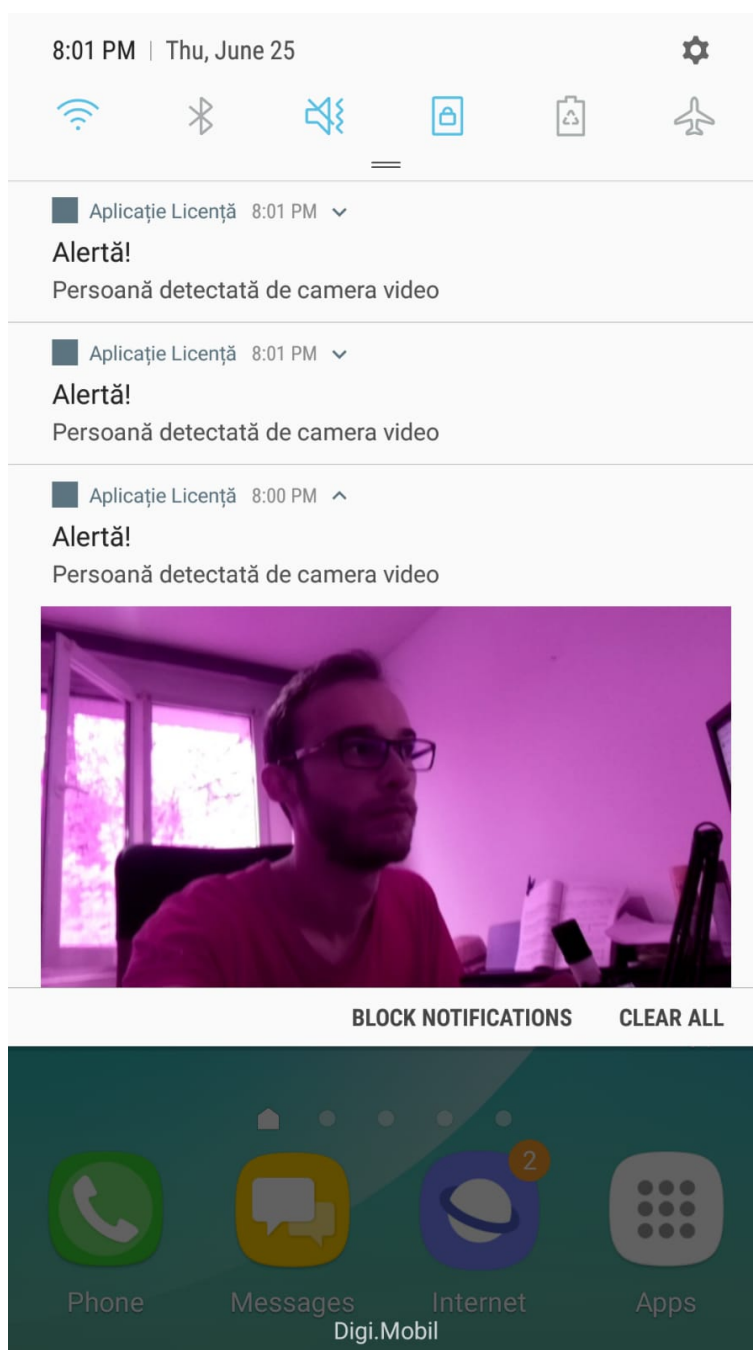 8:01 PM | Thu, June 25
Aplicație Licență 8:01 PM
Alertă!
Persoană detectată de camera video
Aplicație Licență 8:01 PM
Alertă!
Persoană detectată de camera video
Aplicație Licență 8:00 PM
Alertă!
Persoană detectată de camera video
BLOCK NOTIFICATIONS CLEAR ALL
2
Phone Messages Internet Apps
Digi.Mobil